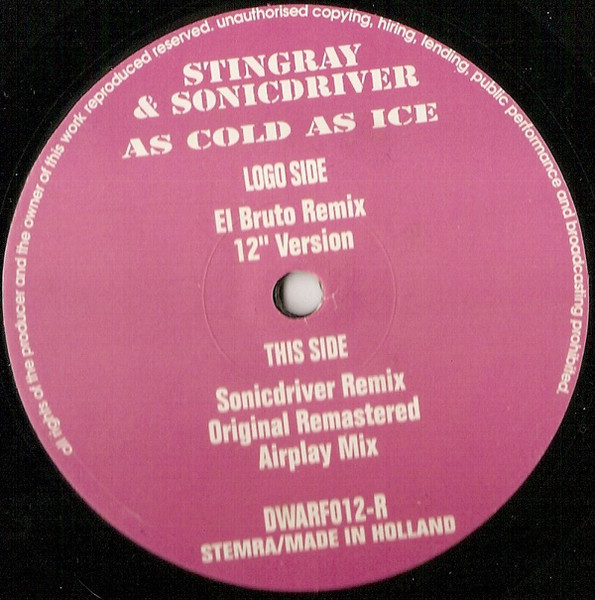 all rights of the producer and the owner of this work reproduced reserved. unauthorised copying, hiring, lending, public performance and broadcasting prohibited.
STINGRAY
& SONICDRIVER
AS COLD AS ICE
LOGO SIDE
El Bruto Remix
12" Version
THIS SIDE
Sonicdriver Remix
Original Remastered
Airplay Mix
DWARF012-R
STEMRA/MADE IN HOLLAND